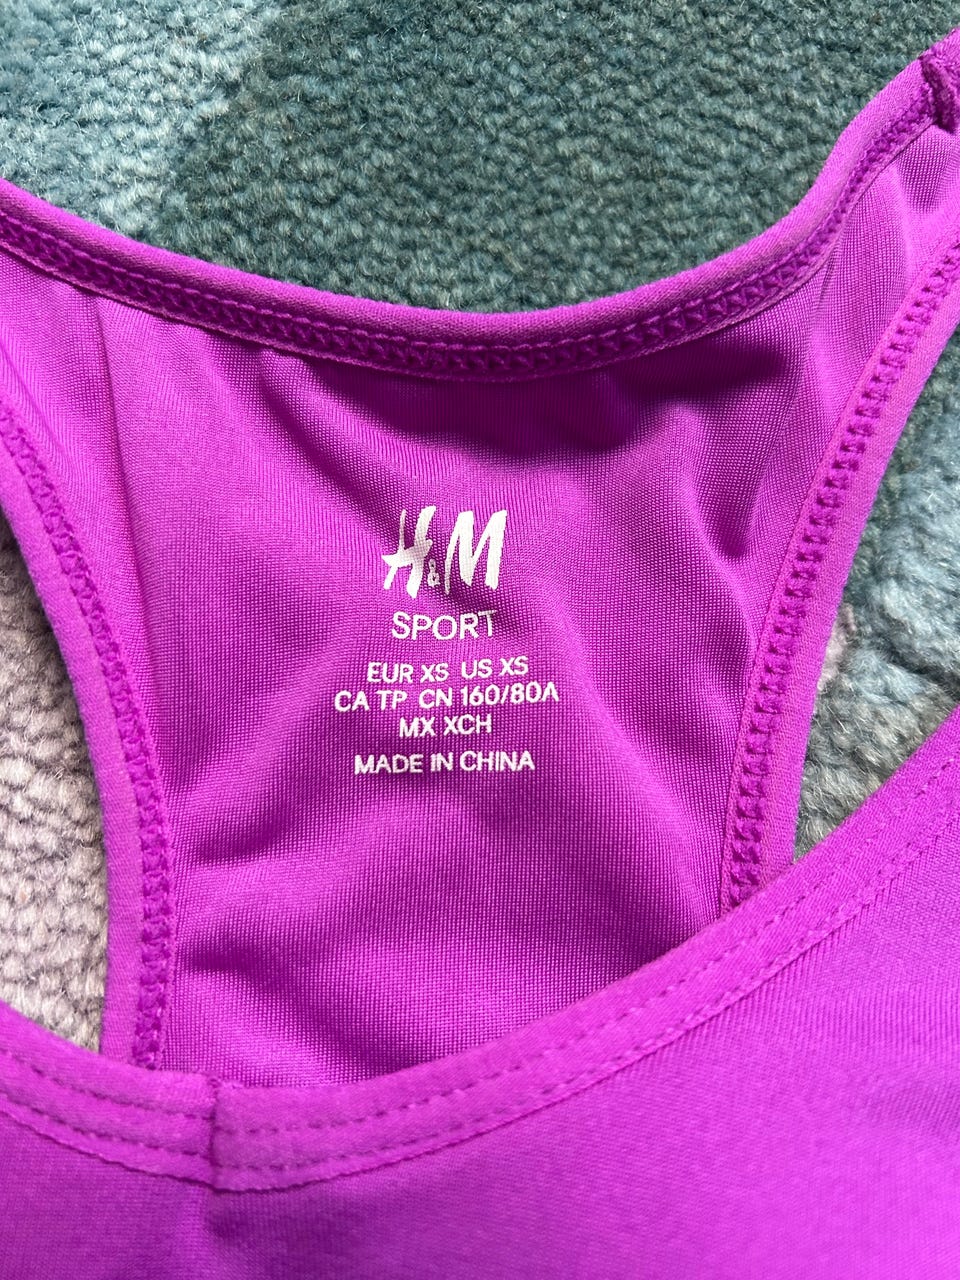 H&M
SPORT
EUR XS US XS
CA TP CN 160/80A
MX XCH
MADE IN CHINA